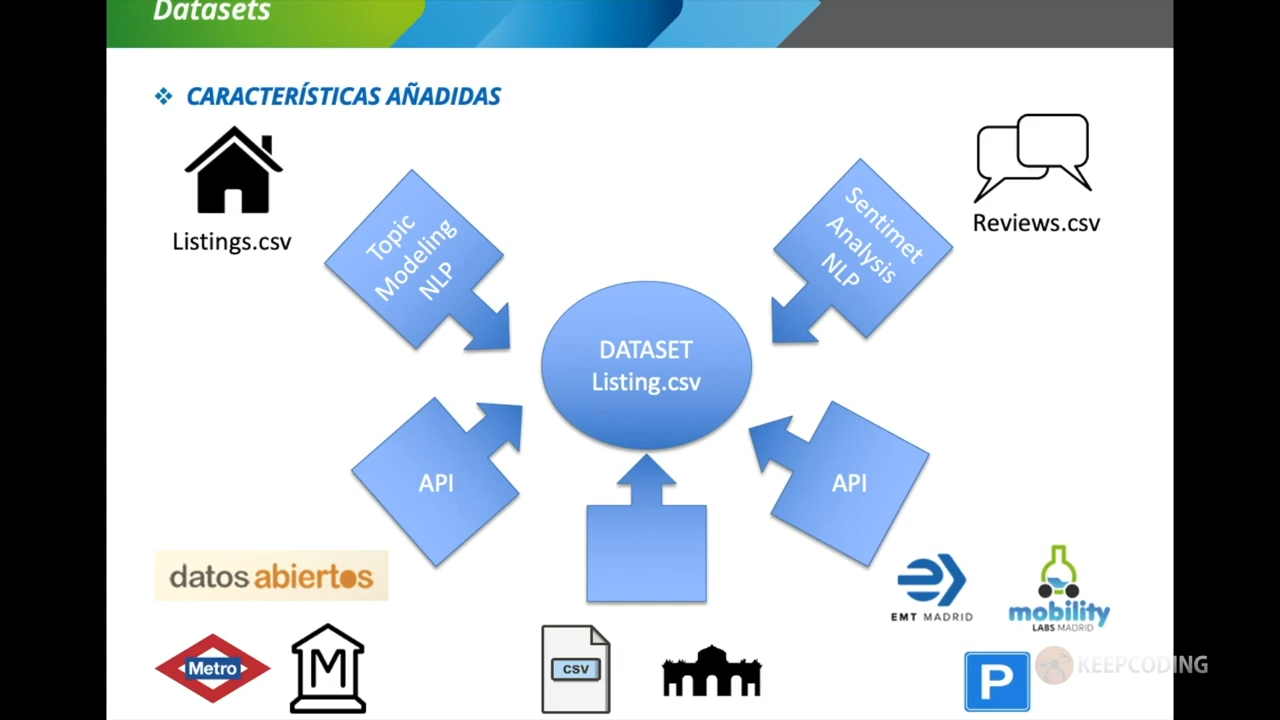 Datasets
❖ CARACTERÍSTICAS AÑADIDAS
Listings.csv
Reviews.csv
Topic
Modeling
NLP
Sentimet
Analysis
NLP
DATASET
Listing.csv
API
API
datos abiertos
EMT MADRID
mobility
LABS MADRID
Metro
M
CSV
P
KEEPCODING